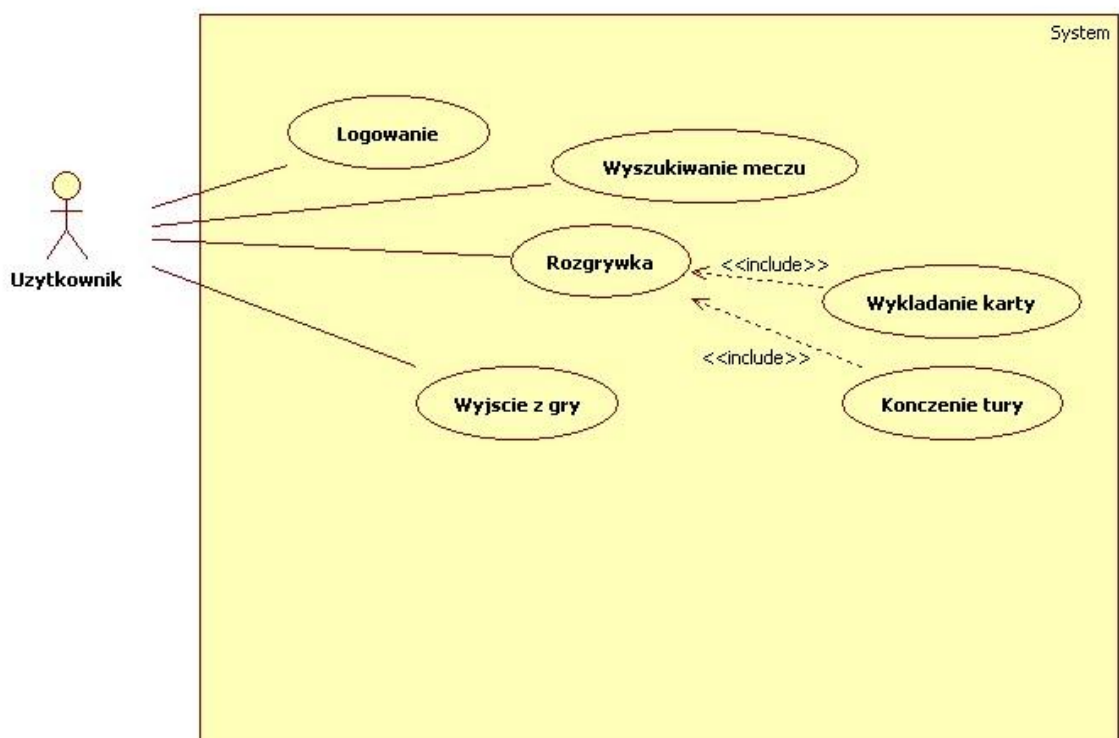 System
Logowanie
Wyszukiwanie meczu
Uzytkownik
Rozgrywka
<<include>>
Wykladanie karty
<<include>>
Wyjscie z gry
Konczenie tury